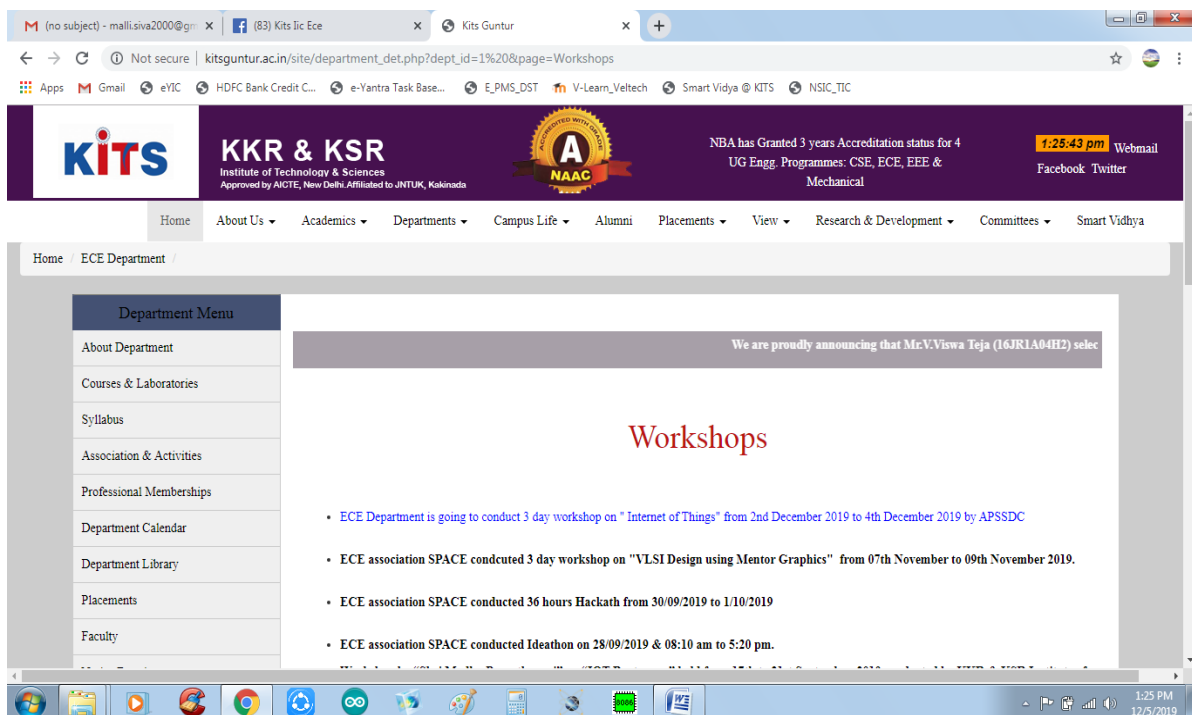 (no subject) - malli.siva2000@gm
(83) Kits Iic Ece
Kits Guntur
Not secure | kitsguntur.ac.in/site/department_det.php?dept_id=1%20&page=Workshops
Apps Gmail eYIC HDFC Bank Credit C... e-Yantra Task Base... E_PMS_DST V-Learn_Veltech Smart Vidya @ KITS NSIC_TIC
KITS
KKR & KSR
Institute of Technology & Sciences
Approved by AICTE, New Delhi. Affiliated to JNTUK, Kakinada
ACCREDITED WITH GRADE
A
NAAC
NBA has Granted 3 years Accreditation status for 4
UG Engg. Programmes: CSE, ECE, EEE &
Mechanical
1:25:43 pm Webmail
Facebook Twitter
Home About Us Academics Departments Campus Life Alumni Placements View Research & Development Committees Smart Vidhya
Home / ECE Department /
Department Menu
About Department
Courses & Laboratories
Syllabus
Association & Activities
Professional Memberships
Department Calendar
Department Library
Placements
Faculty
We are proudly announcing that Mr.V.Viswa Teja (16JR1A04H2) selec
Workshops
• ECE Department is going to conduct 3 day workshop on " Internet of Things" from 2nd December 2019 to 4th December 2019 by APSSDC
• ECE association SPACE condcuted 3 day workshop on "VLSI Design using Mentor Graphics" from 07th November to 09th November 2019.
• ECE association SPACE conducted 36 hours Hackath from 30/09/2019 to 1/10/2019
• ECE association SPACE conducted Ideathon on 28/09/2019 & 08:10 am to 5:20 pm.
8086
1:25 PM
12/5/2019